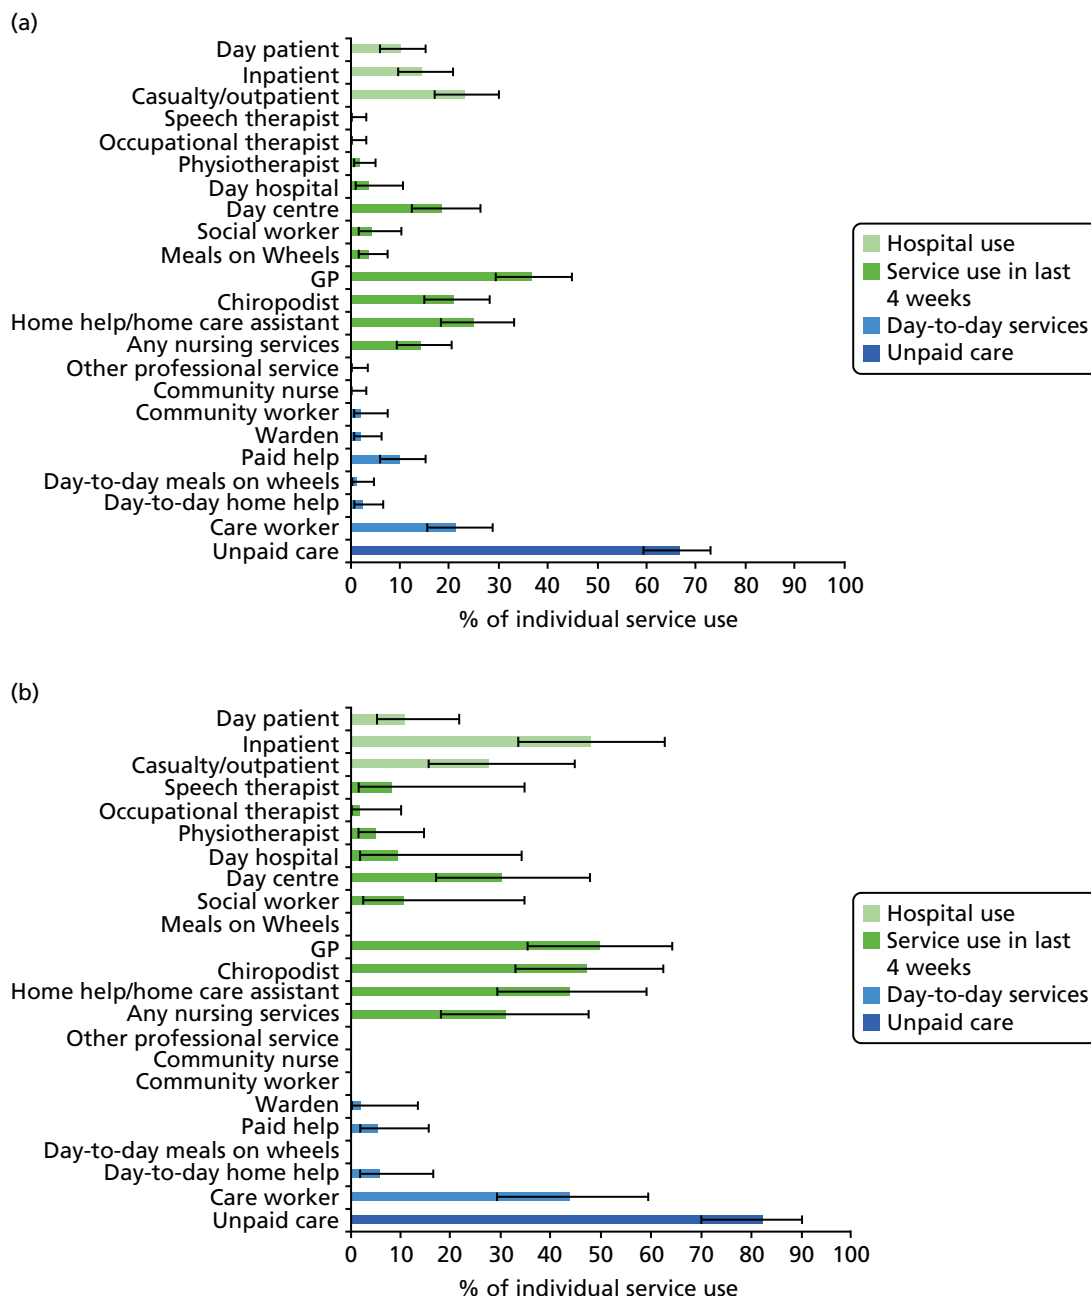 (a)
Day patient
Inpatient
Casualty/outpatient
Speech therapist
Occupational therapist
Physiotherapist
Day hospital
Day centre
Social worker
Meals on Wheels
GP
Chiropodist
Home help/home care assistant
Any nursing services
Other professional service
Community nurse
Community worker
Warden
Paid help
Day-to-day meals on wheels
Day-to-day home help
Care worker
Unpaid care
0 10 20 30 40 50 60 70 80 90 100
% of individual service use
Hospital use
Service use in last
4 weeks
Day-to-day services
Unpaid care
(b)
Day patient
Inpatient
Casualty/outpatient
Speech therapist
Occupational therapist
Physiotherapist
Day hospital
Day centre
Social worker
Meals on Wheels
GP
Chiropodist
Home help/home care assistant
Any nursing services
Other professional service
Community nurse
Community worker
Warden
Paid help
Day-to-day meals on wheels
Day-to-day home help
Care worker
Unpaid care
0 10 20 30 40 50 60 70 80 90 100
% of individual service use
Hospital use
Service use in last
4 weeks
Day-to-day services
Unpaid care